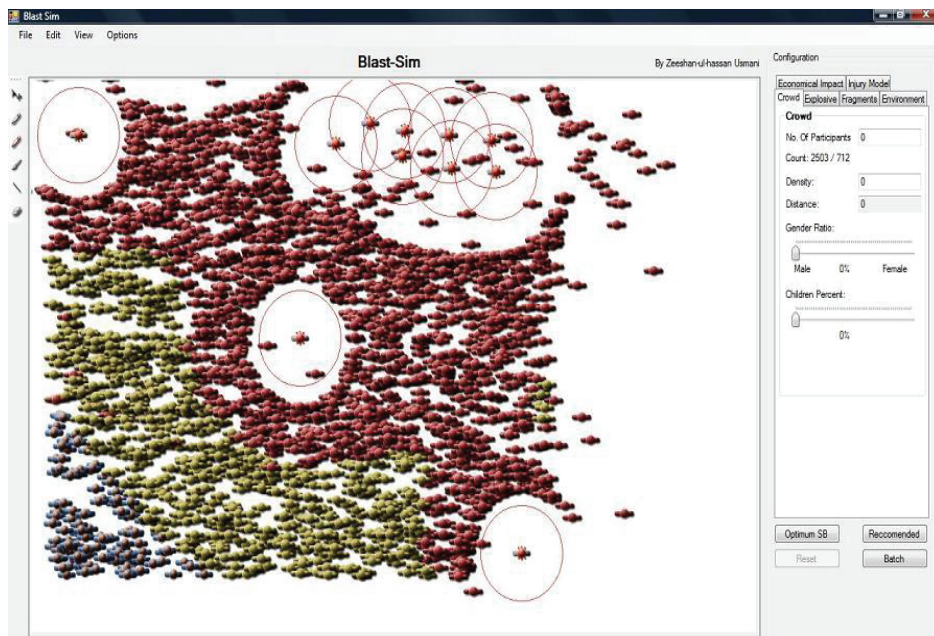 Blast Sim
File Edit View Options
Blast-Sim
By Zeeshan-ul-hassan Usmani
Configuration
Economical Impact Injury Model
Crowd Explosive Fragments Environment
Crowd
No. Of Participants 0
Count: 2503 / 712
Density: 0
Distance: 0
Gender Ratio:
Male 0% Female
Children Percent:
0%
Optimum SB Reccomended
Reset Batch